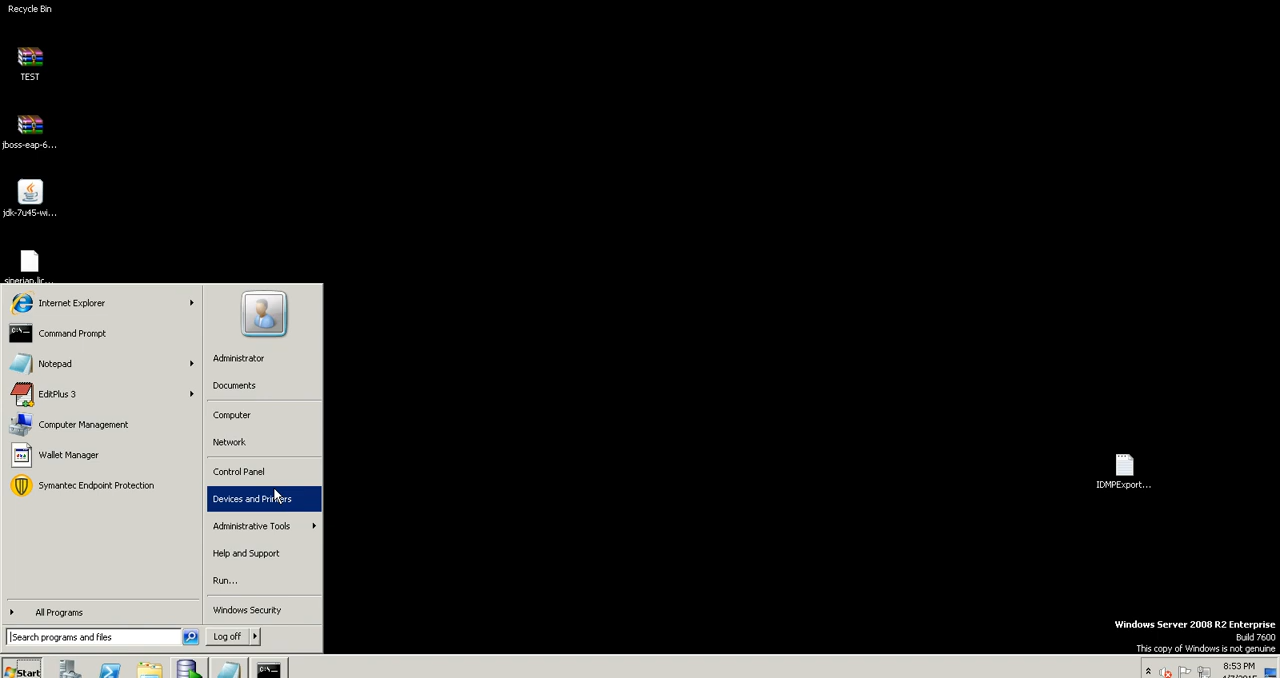 Recycle Bin
TEST
jboss-eap-6...
jdk-7u45-wi...
Internet Explorer
Command Prompt
Notepad
EditPlus 3
Computer Management
Wallet Manager
Symantec Endpoint Protection
All Programs
Search programs and files
Administrator
Documents
Computer
Network
Control Panel
Devices and Printers
Administrative Tools
Help and Support
Run...
Windows Security
Log off
IDMPExport...
Windows Server 2008 R2 Enterprise
Build 7600
This copy of Windows is not genuine
Start
8:53 PM